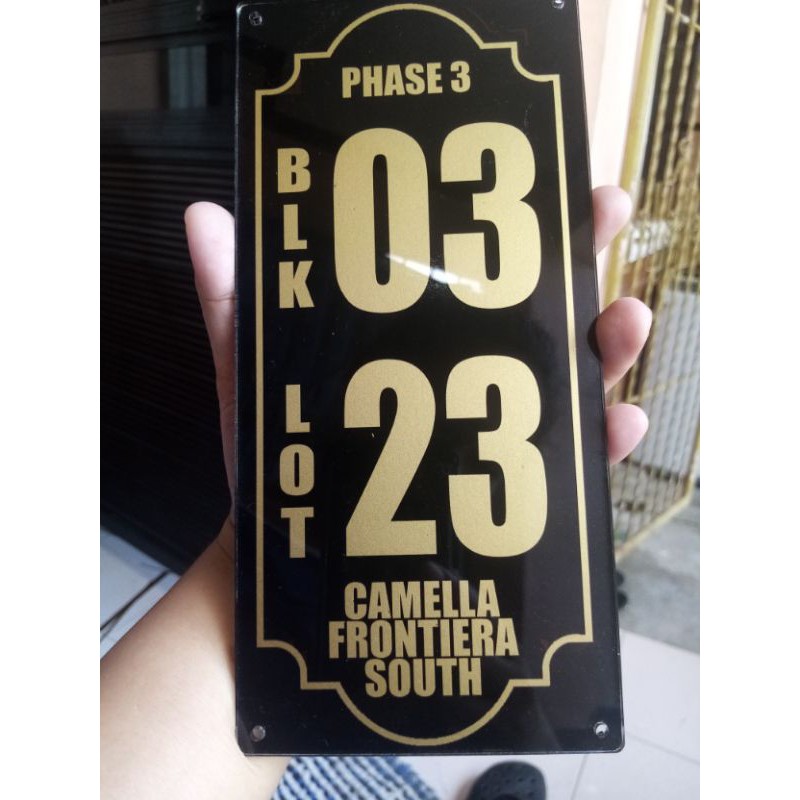 PHASE 3
BLK 03
LOT 23
CAMELLA
FRONTIERA
SOUTH